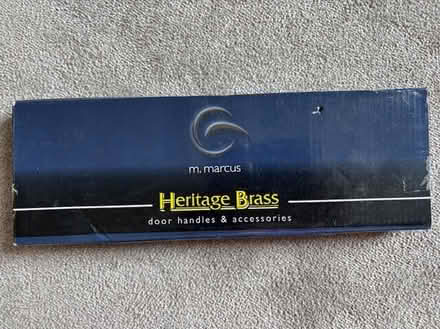 m. marcus
Heritage Brass
door handles & accessories